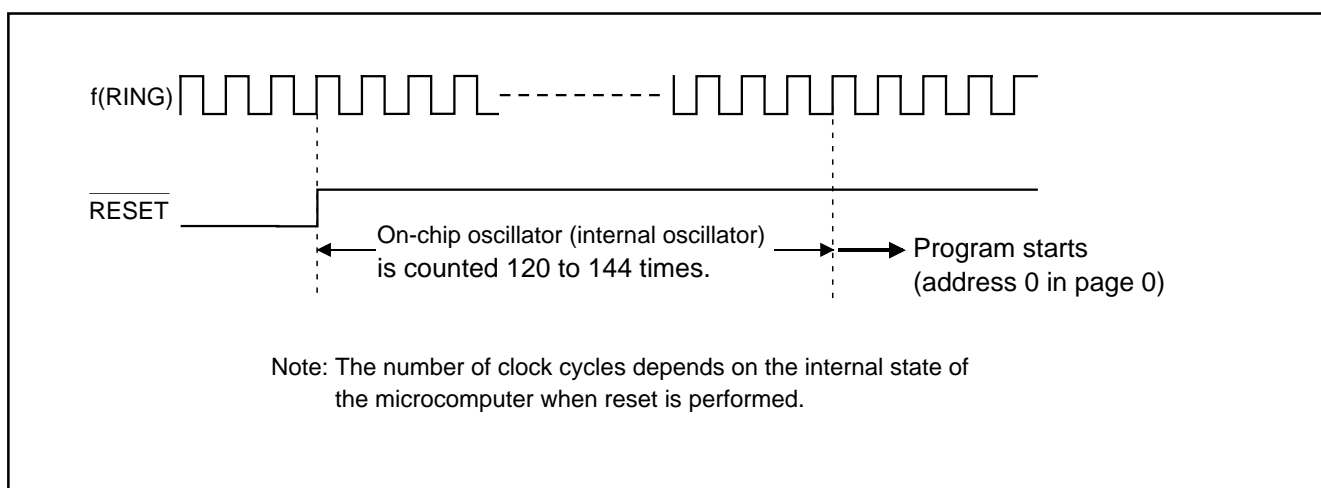 f(RING)
RESET
On-chip oscillator (internal oscillator)
is counted 120 to 144 times.
Program starts
(address 0 in page 0)
Note: The number of clock cycles depends on the internal state of
the microcomputer when reset is performed.